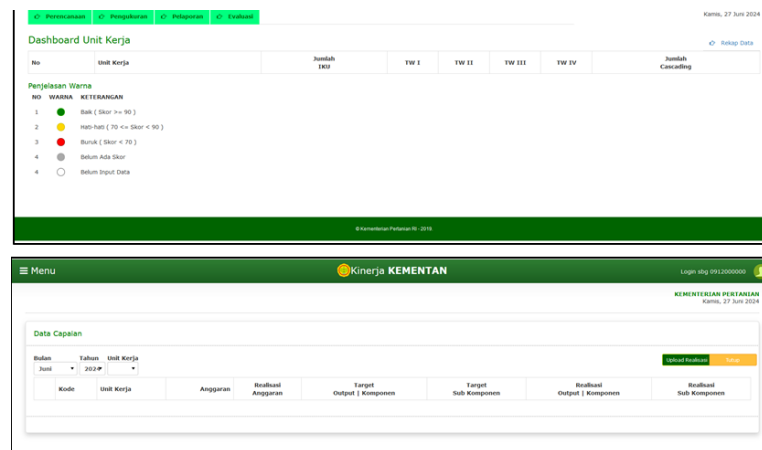 Perencanaan Pengukuran Pelaporan Evaluasi
Kamis, 27 Juni 2024
Dashboard Unit Kerja
Rekap Data
No Unit Kerja Jumlah IKU TW I TW II TW III TW IV Jumlah Cascading
Penjelasan Warna
NO WARNA KETERANGAN
1 Baik ( Skor >= 90 )
2 Hati-hati ( 70 <= Skor < 90 )
3 Buruk ( Skor < 70 )
4 Belum Ada Skor
4 Belum Input Data
© Kementerian Pertanian RI - 2019
Menu
Kinerja KEMENTAN
Login sbg 0912000000
KEMENTERIAN PERTANIAN
Kamis, 27 Juni 2024
Data Capaian
Bulan Tahun Unit Kerja
Juni 2024
Upload Realisasi Tutup
Kode Unit Kerja Anggaran Realisasi Anggaran Target Output | Komponen Target Sub Komponen Realisasi Output | Komponen Realisasi Sub Komponen